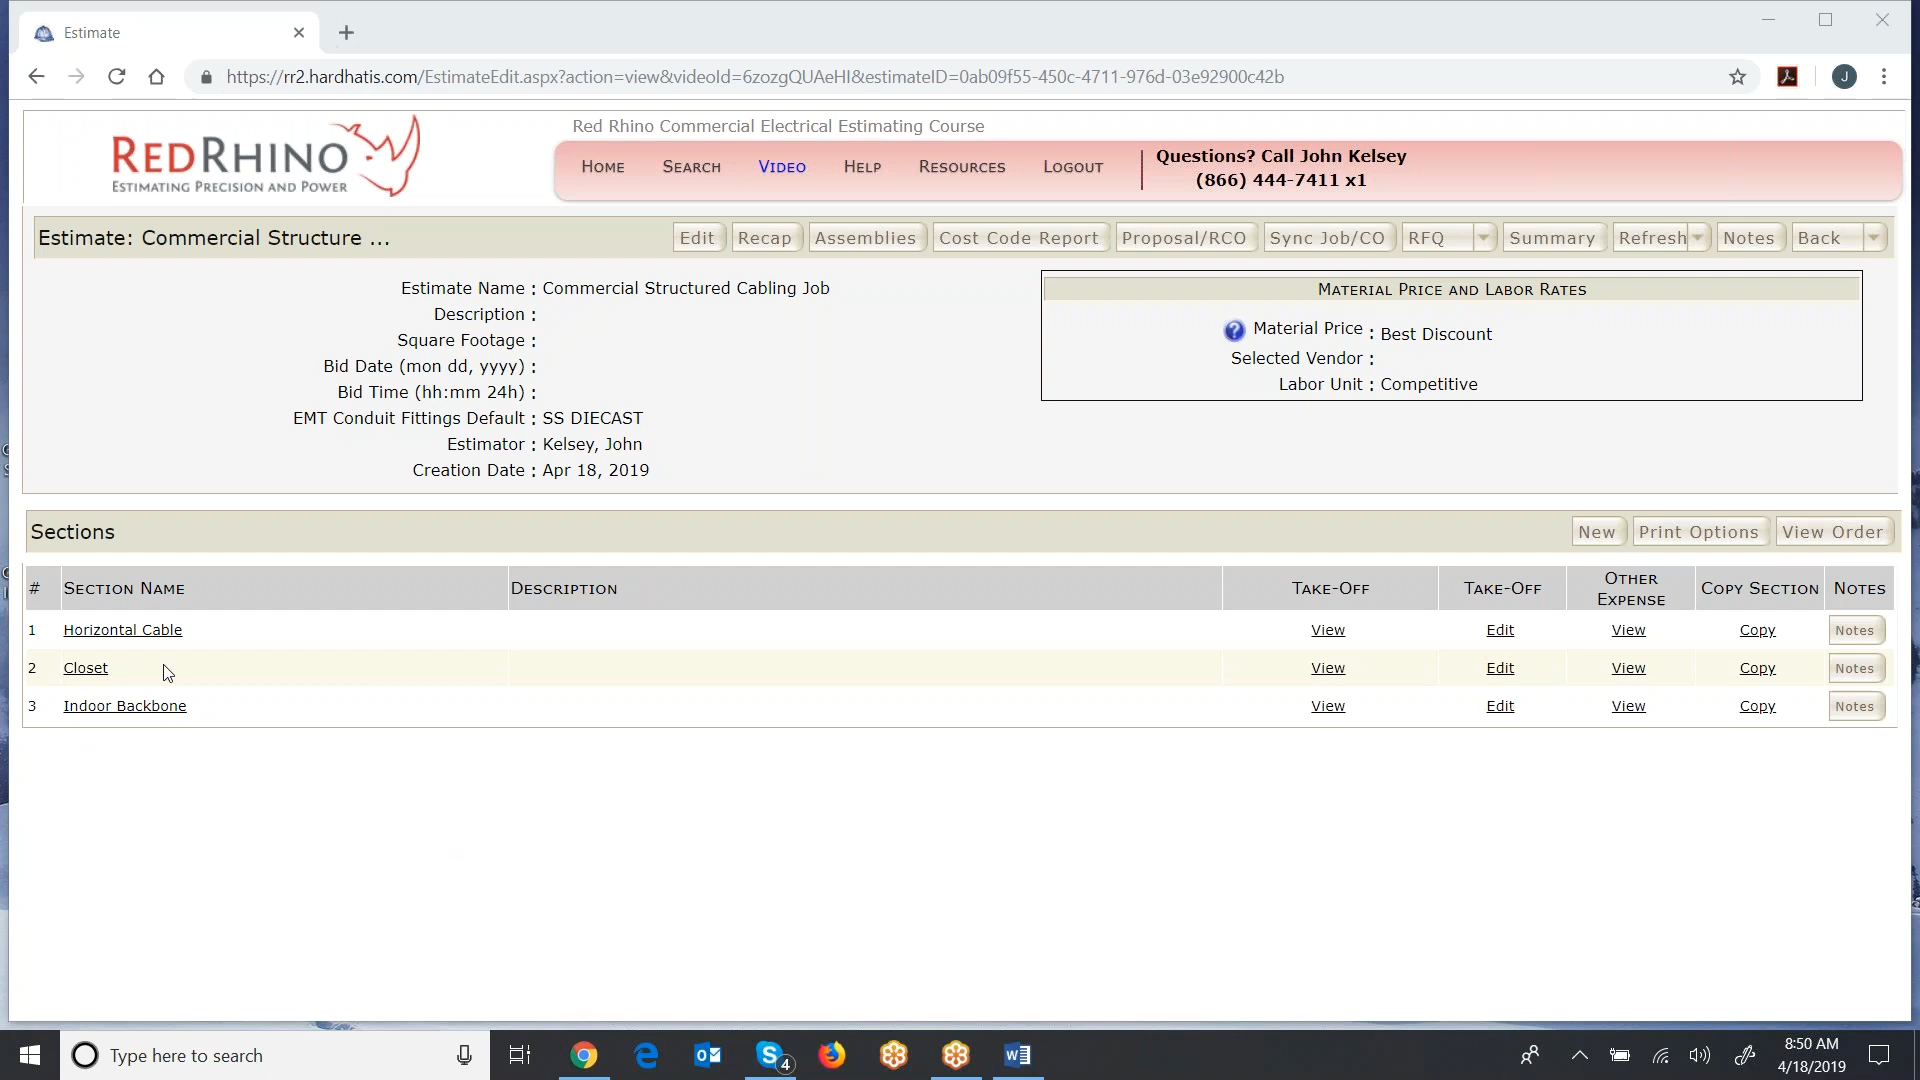 Estimate
https://rr2.hardhatis.com/EstimateEdit.aspx?action=view&videoId=6zozgQUAeHI&estimateID=0ab09f55-450c-4711-976d-03e92900c42b
J
REDRHINO
ESTIMATING PRECISION AND POWER
Red Rhino Commercial Electrical Estimating Course
HOME SEARCH VIDEO HELP RESOURCES LOGOUT
Questions? Call John Kelsey
(866) 444-7411 x1
Estimate: Commercial Structure ...
Edit Recap Assemblies Cost Code Report Proposal/RCO Sync Job/CO RFQ Summary Refresh Notes Back
Estimate Name : Commercial Structured Cabling Job
Description :
Square Footage :
Bid Date (mon dd, yyyy) :
Bid Time (hh:mm 24h) :
EMT Conduit Fittings Default : SS DIECAST
Estimator : Kelsey, John
Creation Date : Apr 18, 2019
MATERIAL PRICE AND LABOR RATES
? Material Price : Best Discount
Selected Vendor :
Labor Unit : Competitive
Sections
New Print Options View Order
# SECTION NAME DESCRIPTION TAKE-OFF TAKE-OFF OTHER EXPENSE COPY SECTION NOTES
1 Horizontal Cable View Edit View Copy Notes
2 Closet View Edit View Copy Notes
3 Indoor Backbone View Edit View Copy Notes
Type here to search
4
8:50 AM
4/18/2019